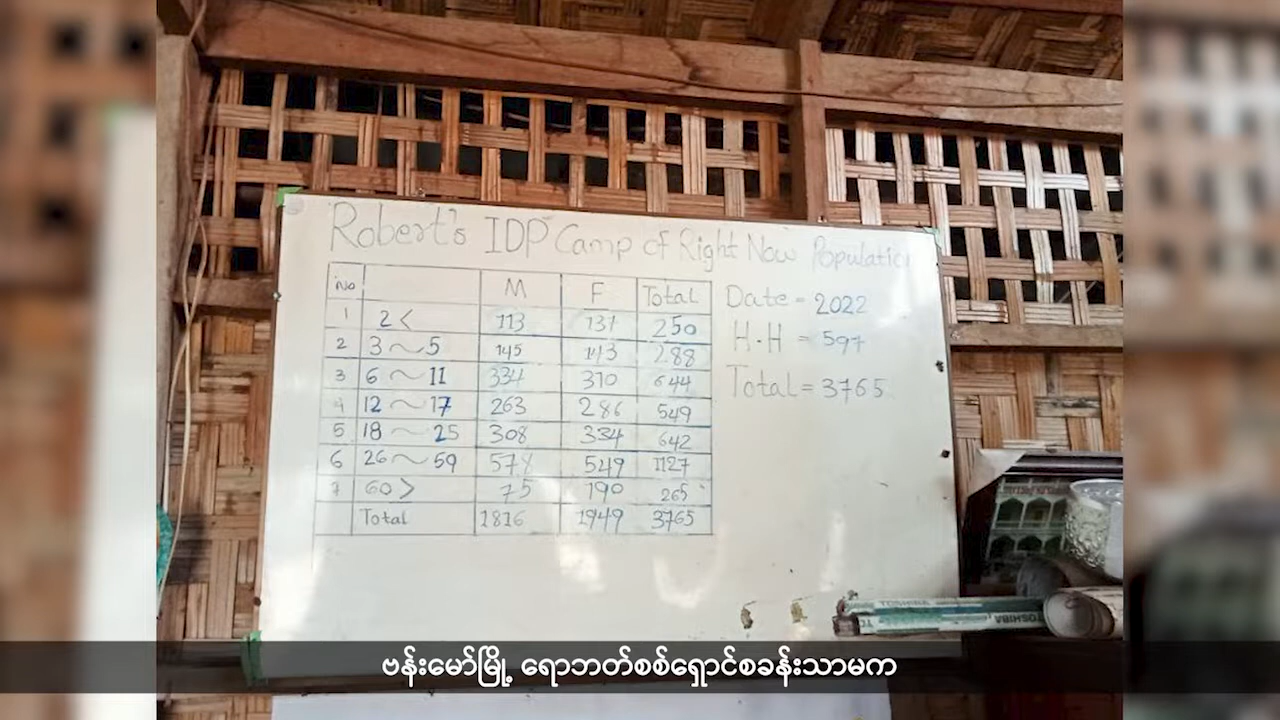 Robert's IDP Camp of Right Now Population
No M F Total
1 2< 113 137 250
2 3～5 145 143 288
3 6～11 334 310 644
4 12～17 263 286 549
5 18～25 308 334 642
6 26～59 578 549 1127
7 60> 75 190 265
Total 1816 1949 3765
Date = 2022
H.H = 597
Total = 3765
TOSHIBA
TOSHIBA
ဗန်းမော်မြို့ ရောဘတ်စစ်ရှောင်စခန်းသာမက